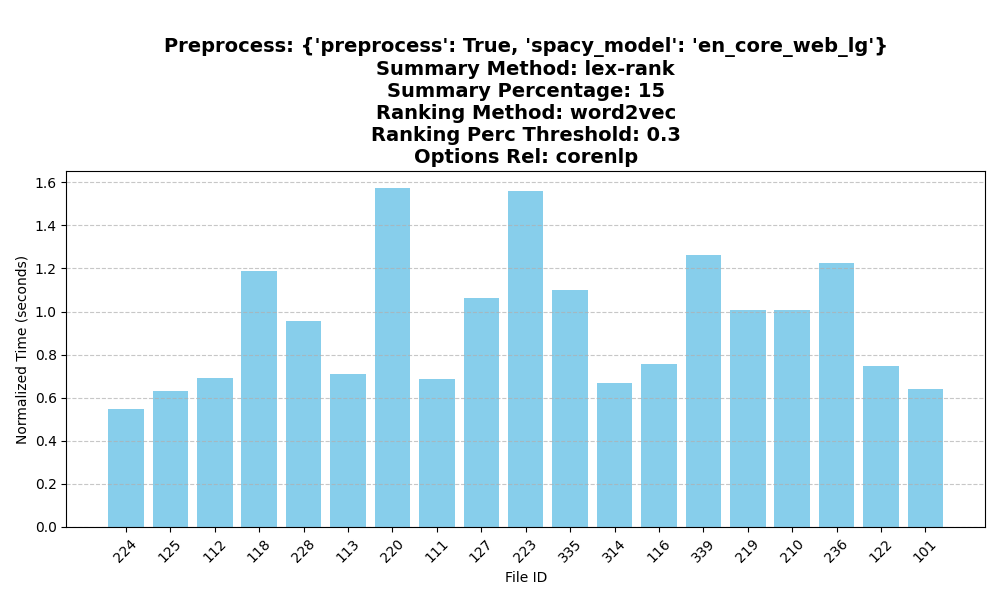 Preprocess: {'preprocess': True, 'spacy_model': 'en_core_web_lg'}
Summary Method: lex-rank
Summary Percentage: 15
Ranking Method: word2vec
Ranking Perc Threshold: 0.3
Options Rel: corenlp
1.6
1.4
1.2
1.0
0.8
0.6
0.4
0.2
0.0
Normalized Time (seconds)
224 125 112 118 228 113 220 111 127 223 335 314 116 339 219 210 236 122 101
File ID